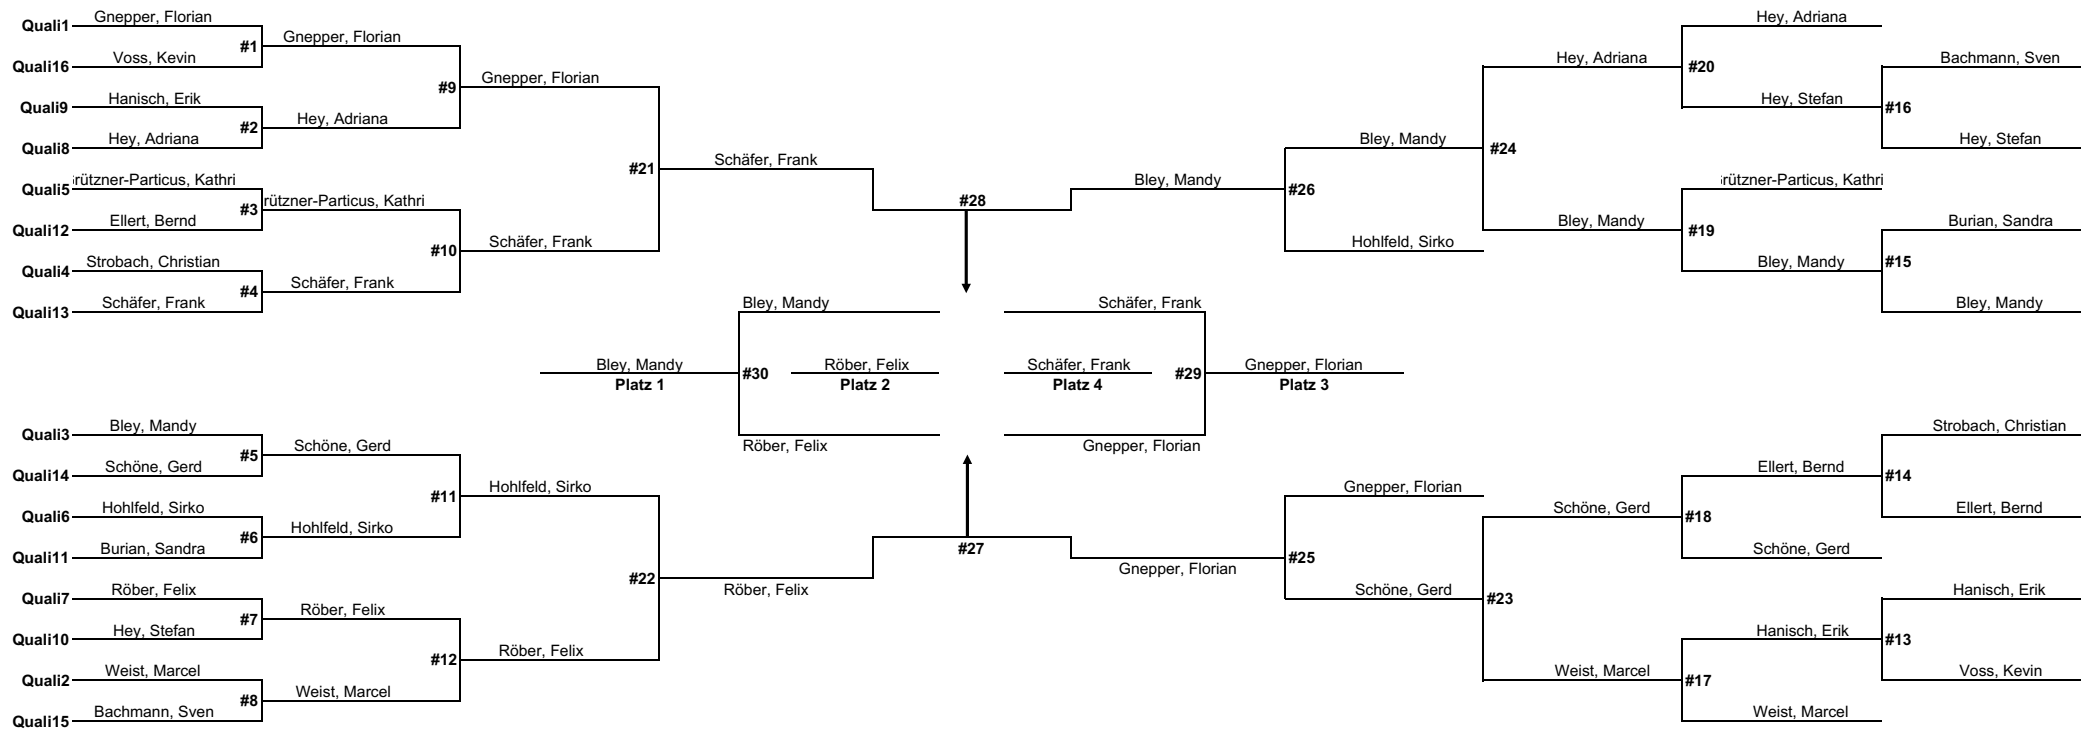 Quali1 Gnepper, Florian
#1 Gnepper, Florian
Quali16 Voss, Kevin
#9 Gnepper, Florian
Quali9 Hanisch, Erik
#2 Hey, Adriana
Quali8 Hey, Adriana
#21 Schäfer, Frank
Quali5 rützner-Particus, Kathri
#3 rützner-Particus, Kathri
Quali12 Ellert, Bernd
#10 Schäfer, Frank
Quali4 Strobach, Christian
#4 Schäfer, Frank
Quali13 Schäfer, Frank
#28
Hey, Adriana
Hey, Adriana #20 Bachmann, Sven
Hey, Stefan #16
Bley, Mandy #24 Hey, Stefan
Bley, Mandy #26 rützner-Particus, Kathri
Bley, Mandy #19 Burian, Sandra
Hohlfeld, Sirko Bley, Mandy #15
Bley, Mandy
Bley, Mandy Schäfer, Frank
Bley, Mandy #30 Röber, Felix Schäfer, Frank #29 Gnepper, Florian
Platz 1 Platz 2 Platz 4 Platz 3
Röber, Felix Gnepper, Florian
Quali3 Bley, Mandy
#5 Schöne, Gerd
Quali14 Schöne, Gerd
#11 Hohlfeld, Sirko
Quali6 Hohlfeld, Sirko
#6 Hohlfeld, Sirko
Quali11 Burian, Sandra
#22 Röber, Felix
Quali7 Röber, Felix
#7 Röber, Felix
Quali10 Hey, Stefan
#12 Röber, Felix
Quali2 Weist, Marcel
#8 Weist, Marcel
Quali15 Bachmann, Sven
#27
Strobach, Christian
Ellert, Bernd #14
Gnepper, Florian Schöne, Gerd #18 Ellert, Bernd
Gnepper, Florian #25 Schöne, Gerd
Schöne, Gerd #23 Hanisch, Erik
Hanisch, Erik #13
Weist, Marcel #17 Voss, Kevin
Weist, Marcel